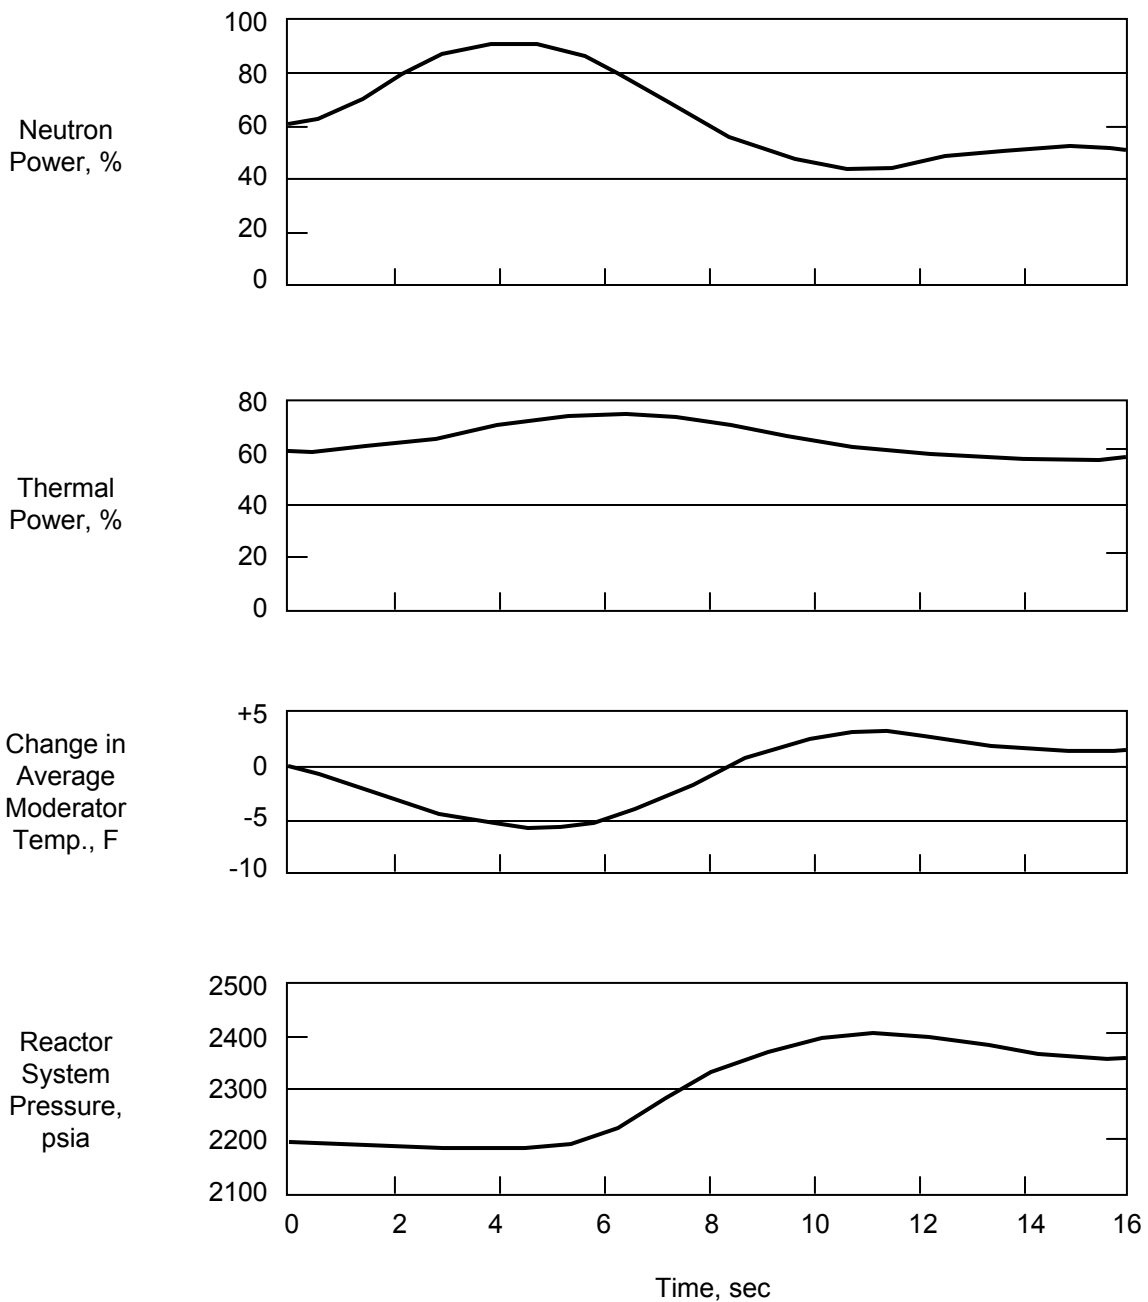 100
80
60
40
20
0
Neutron
Power, %
80
60
40
20
0
Thermal
Power, %
+5
0
-5
-10
Change in
Average
Moderator
Temp., F
2500
2400
2300
2200
2100
Reactor
System
Pressure,
psia
0 2 4 6 8 10 12 14 16
Time, sec